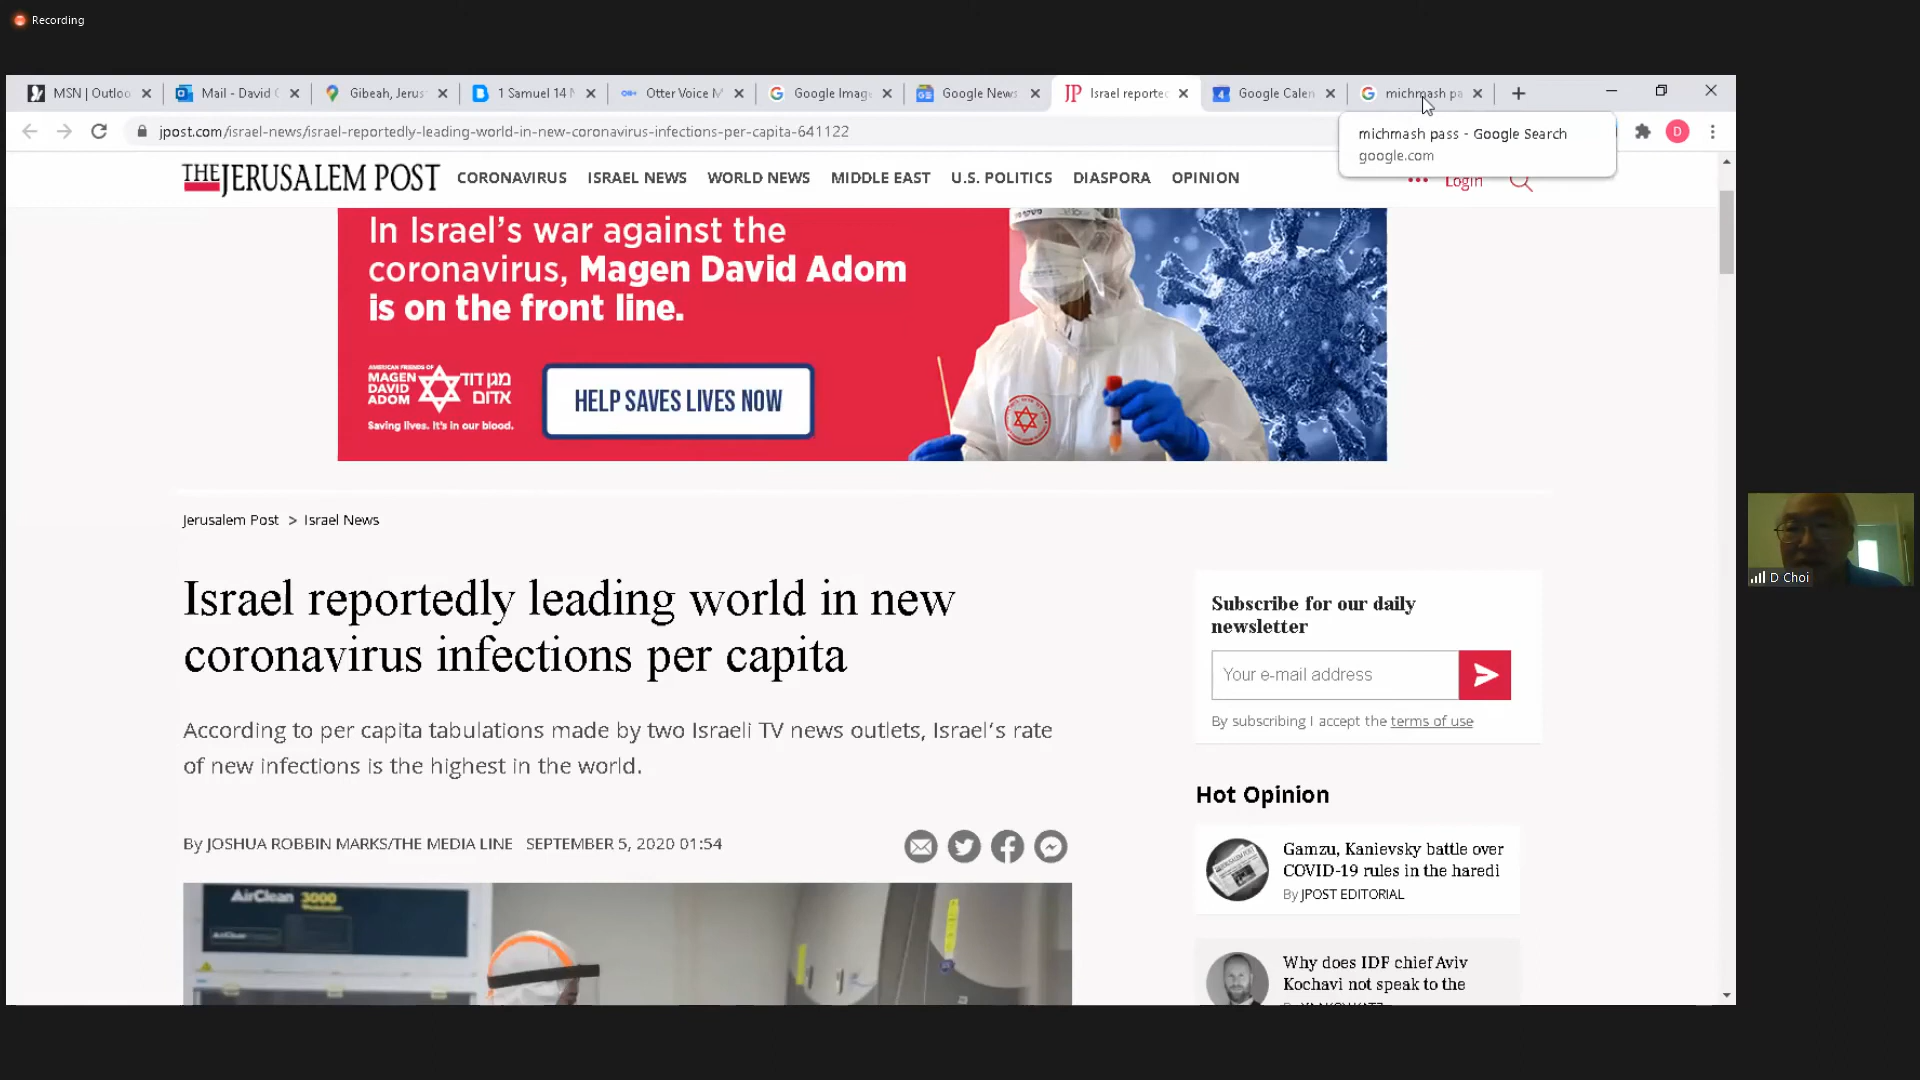 Recording
MSN | Outloo
Mail - David
Gibeah, Jerus
1 Samuel 14
Otter Voice M
Google Imag
Google News
Israel reporte
Google Calen
michmash pa
jpost.com/israel-news/israel-reportedly-leading-world-in-new-coronavirus-infections-per-capita-641122
D
michmash pass - Google Search
google.com
THE JERUSALEM POST
CORONAVIRUS
ISRAEL NEWS
WORLD NEWS
MIDDLE EAST
U.S. POLITICS
DIASPORA
OPINION
Login
In Israel's war against the
coronavirus, Magen David Adom
is on the front line.
AMERICAN FRIENDS OF
MAGEN
DAVID
ADOM
מגן דוד
אדום
Saving lives. It's in our blood.
HELP SAVES LIVES NOW
Jerusalem Post > Israel News
Israel reportedly leading world in new
coronavirus infections per capita
According to per capita tabulations made by two Israeli TV news outlets, Israel's rate
of new infections is the highest in the world.
By JOSHUA ROBBIN MARKS/THE MEDIA LINE SEPTEMBER 5, 2020 01:54
AirClean 3000
Subscribe for our daily
newsletter
Your e-mail address
By subscribing I accept the terms of use
Hot Opinion
Gamzu, Kanievsky battle over
COVID-19 rules in the haredi
By JPOST EDITORIAL
Why does IDF chief Aviv
Kochavi not speak to the
D Choi